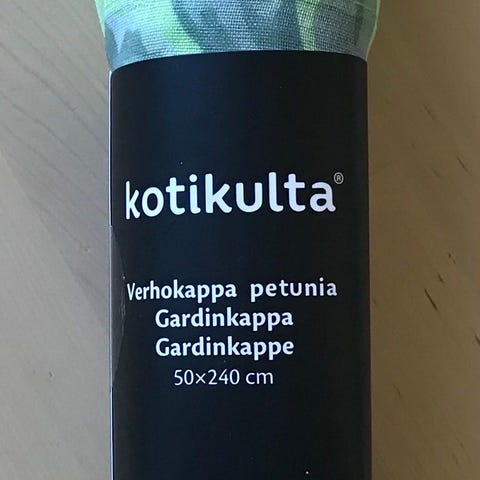 kotikulta®
Verhokappa petunia
Gardinkappa
Gardinkappe
50×240 cm